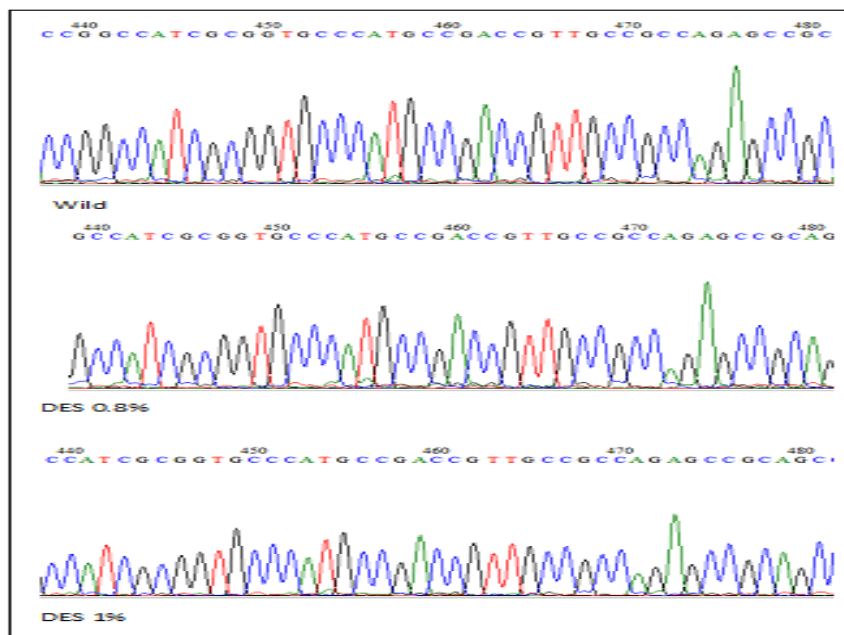 440 450 460 470 480
CCGGCCATCGCGGTGCCCATGCCGACCGTTGCCGCCAGAGCCGC
Wild
440 450 460 470 480
GCCATCGCGGTGCCCATGCCGACCGTTGCCGCCAGAGCCGCAG
DES 0.8%
440 450 460 470 480
CCATCGCGGTGCCCATGCCGACCGTTGCCGCCAGAGCCGCAGC
DES 1%